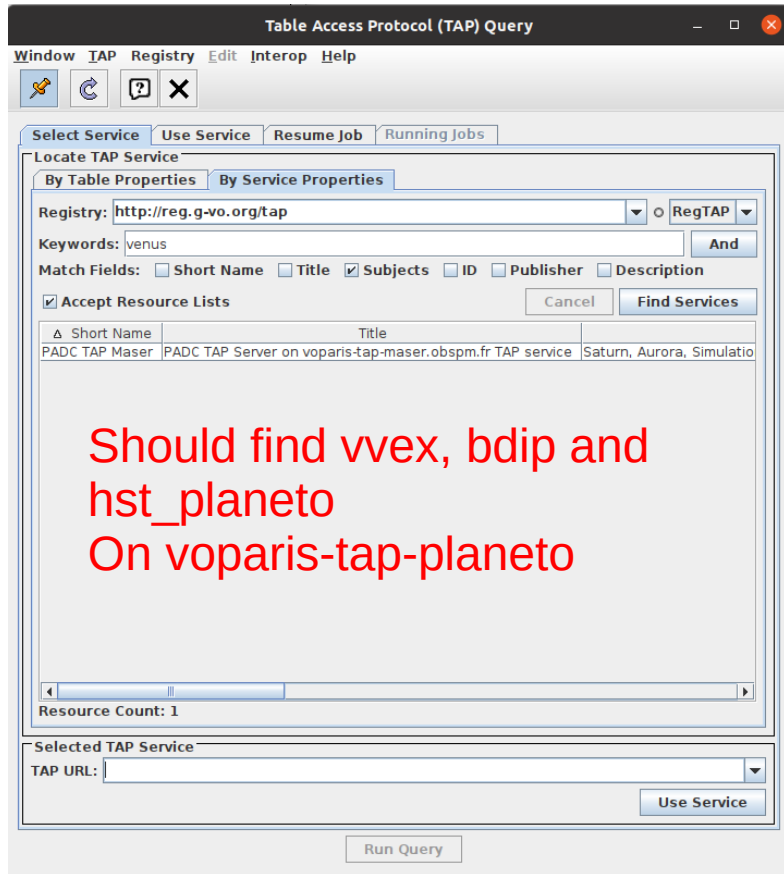 Table Access Protocol (TAP) Query
Window TAP Registry Edit Interop Help
Select Service Use Service Resume Job Running Jobs
Locate TAP Service
By Table Properties By Service Properties
Registry: http://reg.g-vo.org/tap RegTAP
Keywords: venus And
Match Fields: Short Name Title Subjects ID Publisher Description
Accept Resource Lists Cancel Find Services
Short Name Title
PADC TAP Maser PADC TAP Server on voparis-tap-maser.obspm.fr TAP service Saturn, Aurora, Simulatio
Should find vvex, bdip and
hst_planeto
On voparis-tap-planeto
Resource Count: 1
Selected TAP Service
TAP URL:
Use Service
Run Query